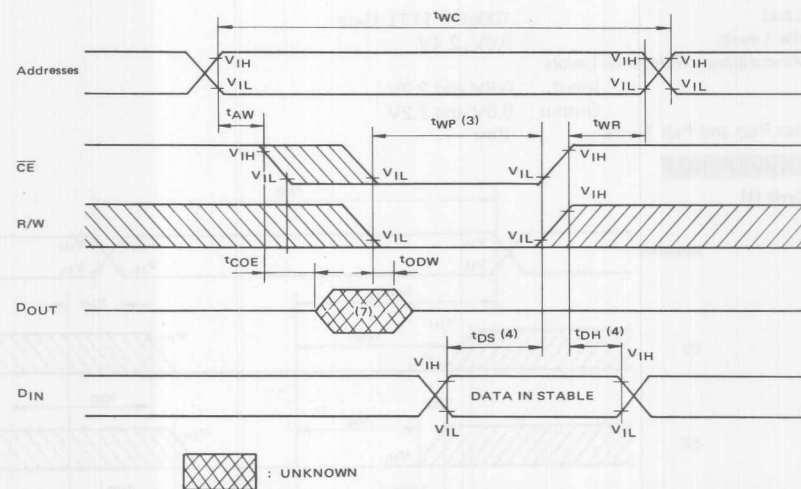 tWC
Addresses
VIH
VIL
VIH
VIL
VIH
VIL
tAW
tWP (3)
tWR
CE
VIH
VIL
VIL
VIL
VIH
R/W
VIL
VIL
VIH
tCOE
tODW
DOUT
(7)
tDS (4)
tDH (4)
VIH
VIH
DIN
DATA IN STABLE
VIL
VIL
: UNKNOWN